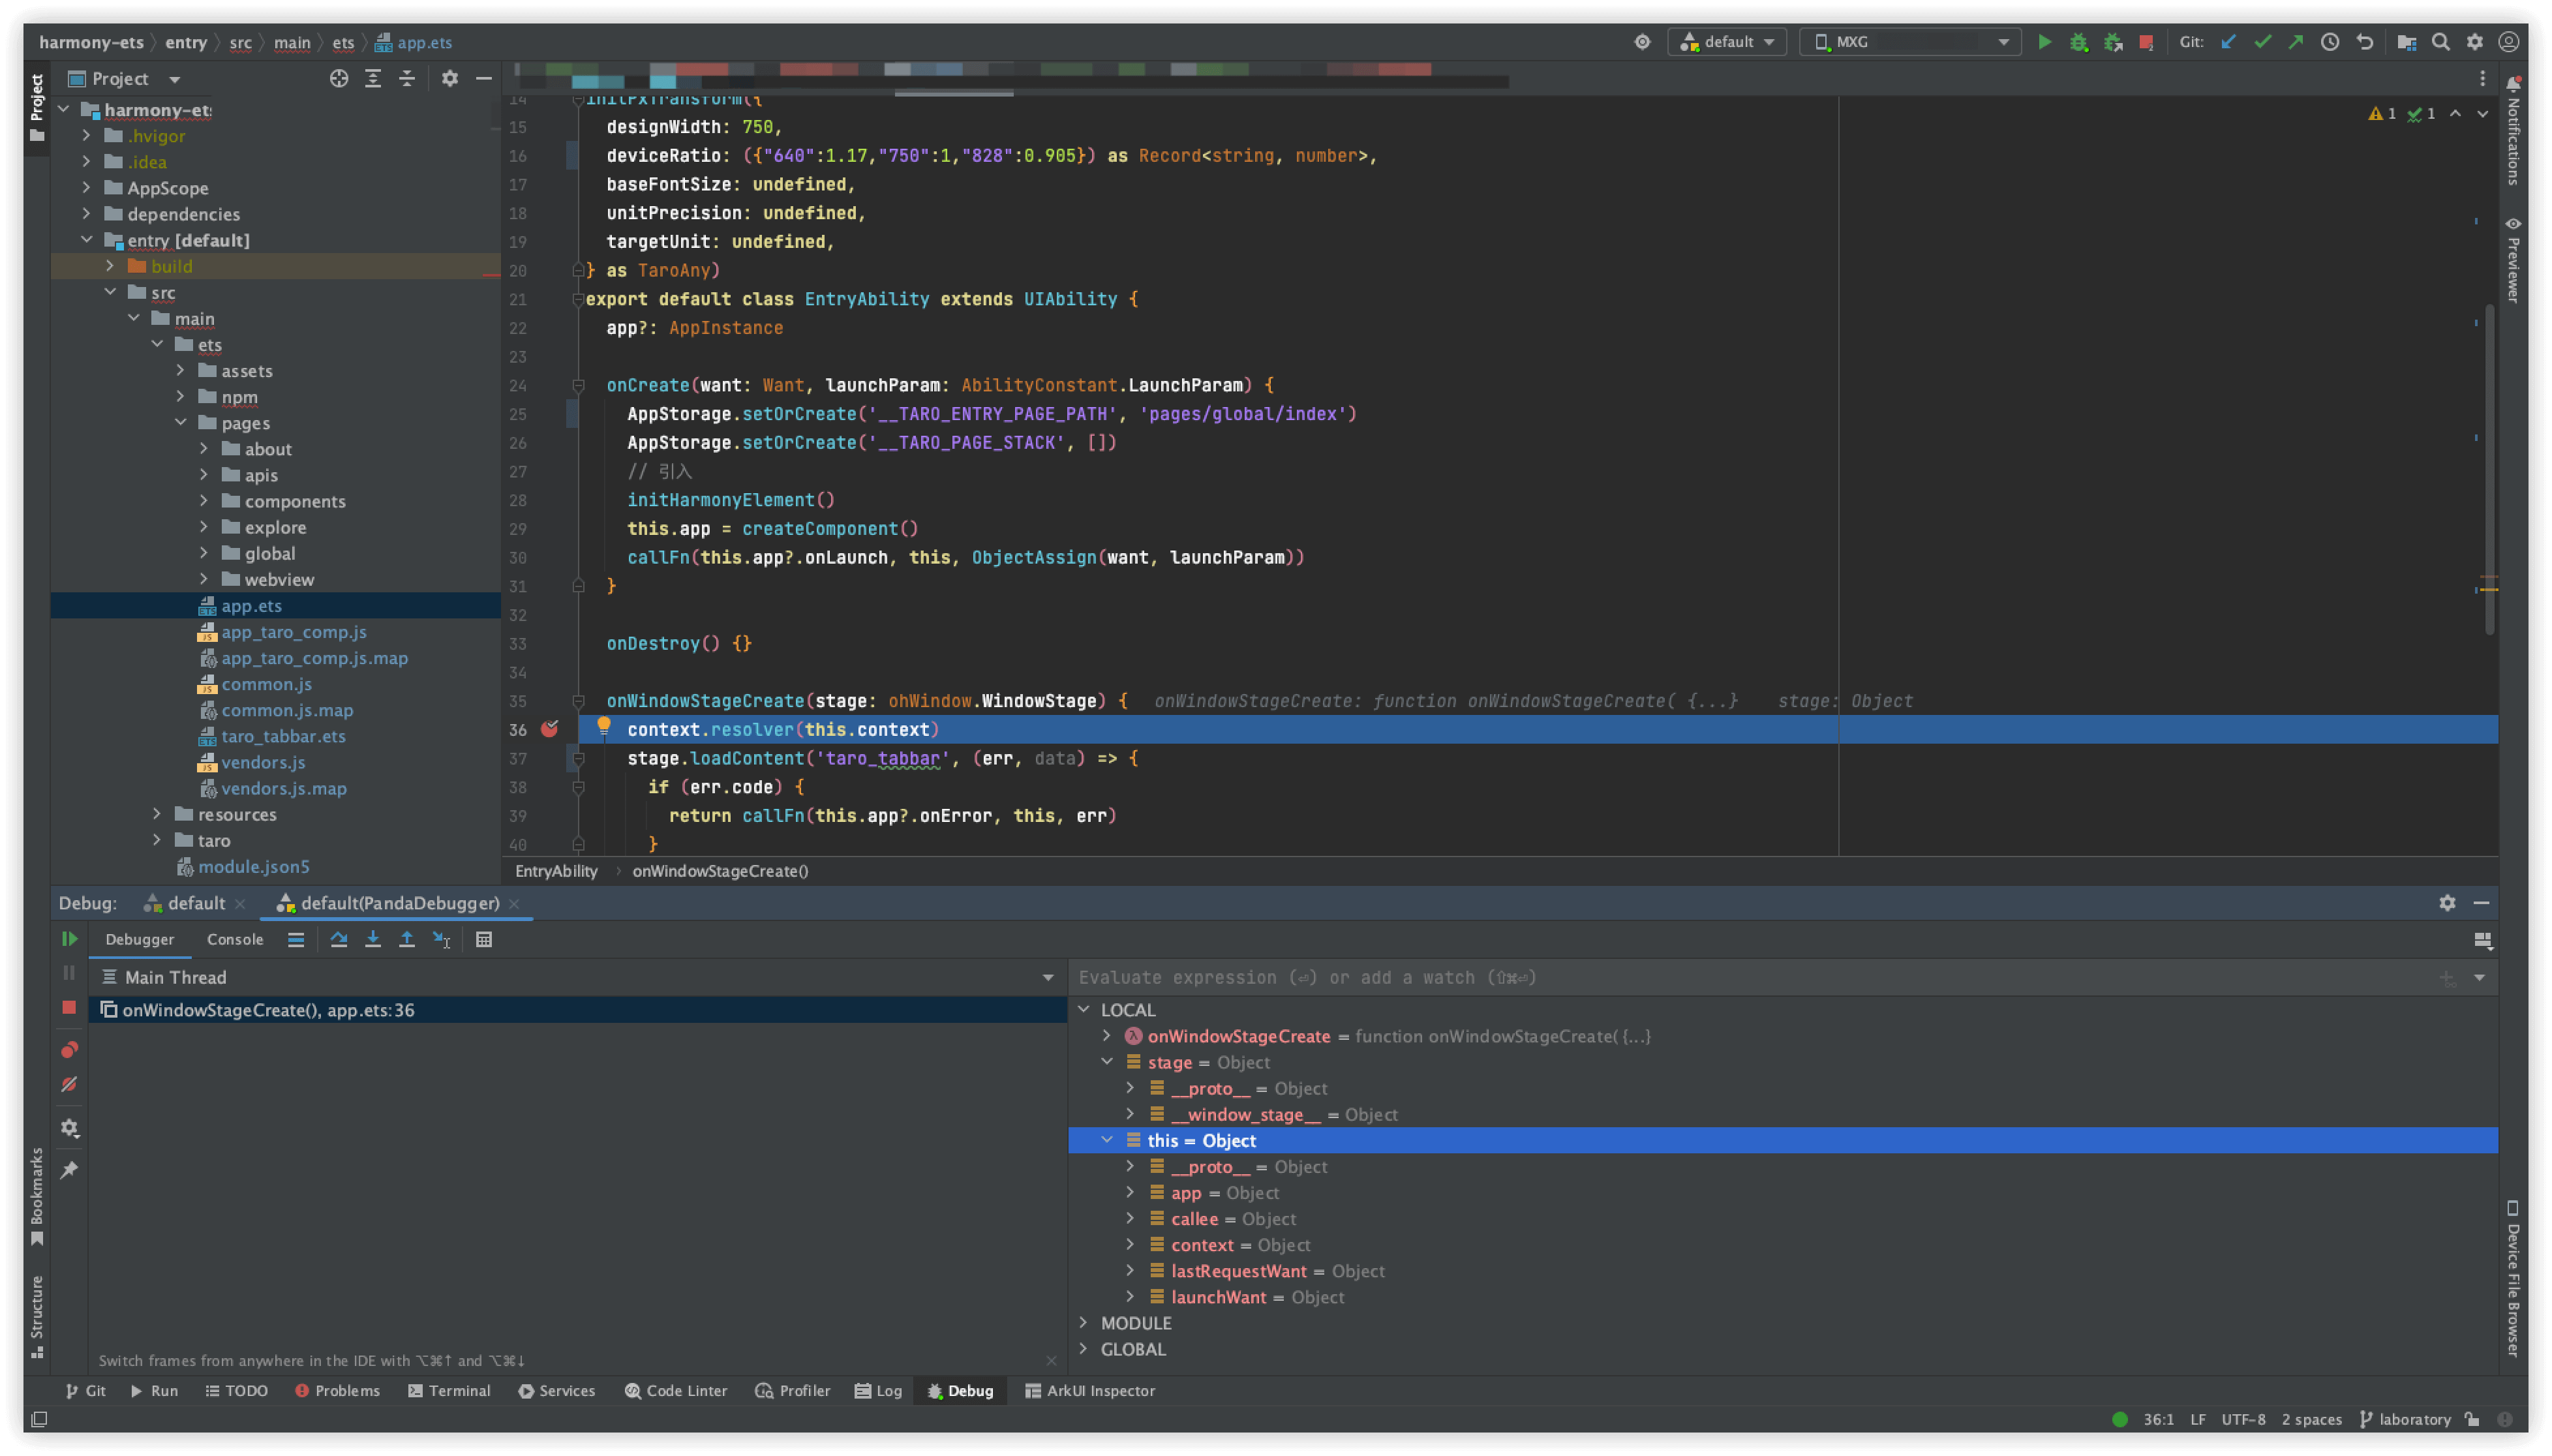 harmony-ets › entry › src › main › ets › app.ets
default
MXG
Git:
Project
Project
harmony-ets
.hvigor
.idea
AppScope
dependencies
entry [default]
build
src
main
ets
assets
npm
pages
about
apis
components
explore
global
webview
app.ets
app_taro_comp.js
app_taro_comp.js.map
common.js
common.js.map
taro_tabbar.ets
vendors.js
vendors.js.map
resources
taro
module.json5
Bookmarks
Structure
14 initPxTransform({
15 designWidth: 750,
16 deviceRatio: ({"640":1.17,"750":1,"828":0.905}) as Record<string, number>,
17 baseFontSize: undefined,
18 unitPrecision: undefined,
19 targetUnit: undefined,
20 } as TaroAny)
21 export default class EntryAbility extends UIAbility {
22 app?: AppInstance
23
24 onCreate(want: Want, launchParam: AbilityConstant.LaunchParam) {
25 AppStorage.setOrCreate('__TARO_ENTRY_PAGE_PATH', 'pages/global/index')
26 AppStorage.setOrCreate('__TARO_PAGE_STACK', [])
27 // 引入
28 initHarmonyElement()
29 this.app = createComponent()
30 callFn(this.app?.onLaunch, this, ObjectAssign(want, launchParam))
31 }
32
33 onDestroy() {}
34
35 onWindowStageCreate(stage: ohWindow.WindowStage) { onWindowStageCreate: function onWindowStageCreate( {...} stage: Object
36 context.resolver(this.context)
37 stage.loadContent('taro_tabbar', (err, data) => {
38 if (err.code) {
39 return callFn(this.app?.onError, this, err)
40 }
1 1
EntryAbility › onWindowStageCreate()
Notifications
Previewer
Device File Browser
Debug: default × default(PandaDebugger) ×
Debugger Console
Main Thread
onWindowStageCreate(), app.ets:36
Switch frames from anywhere in the IDE with ⌥⌘↑ and ⌥⌘↓
Evaluate expression (⏎) or add a watch (⇧⌘⏎)
LOCAL
onWindowStageCreate = function onWindowStageCreate( {...}
stage = Object
__proto__ = Object
__window_stage__ = Object
this = Object
__proto__ = Object
app = Object
callee = Object
context = Object
lastRequestWant = Object
launchWant = Object
MODULE
GLOBAL
Git Run TODO Problems Terminal Services Code Linter Profiler Log Debug ArkUI Inspector
36:1 LF UTF-8 2 spaces laboratory